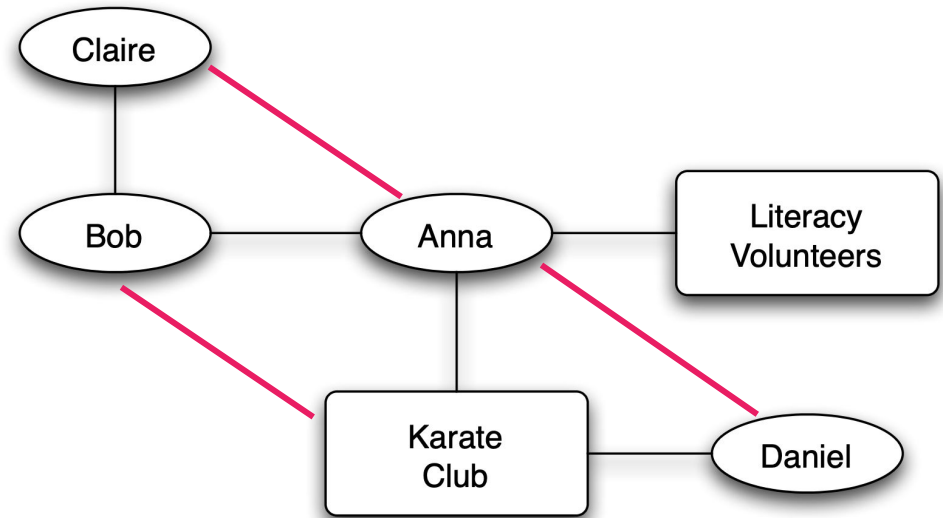 Claire
Bob
Anna
Literacy
Volunteers
Karate
Club
Daniel